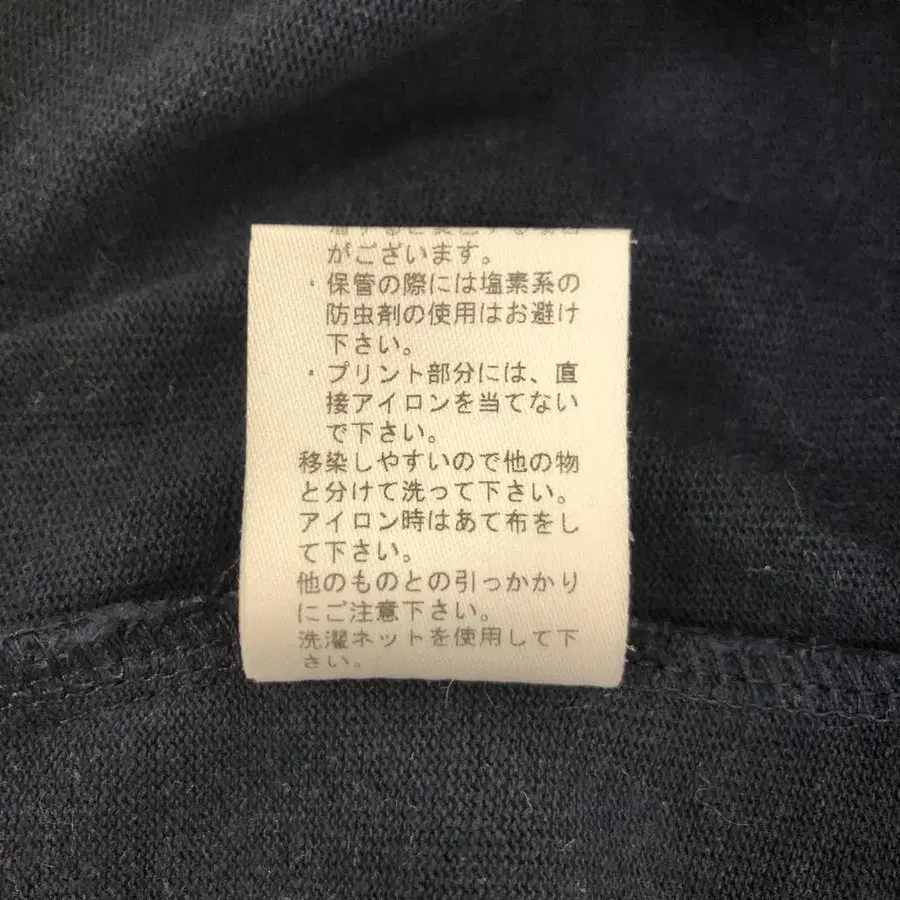 がございます。
・保管の際には塩素系の
防虫剤の使用はお避け
下さい。
・プリント部分には、直
接アイロンを当てない
で下さい。
移染しやすいので他の物
と分けて洗って下さい。
アイロン時はあて布をし
て下さい。
他のものとの引っかかり
にご注意下さい。
洗濯ネットを使用して下
さい。